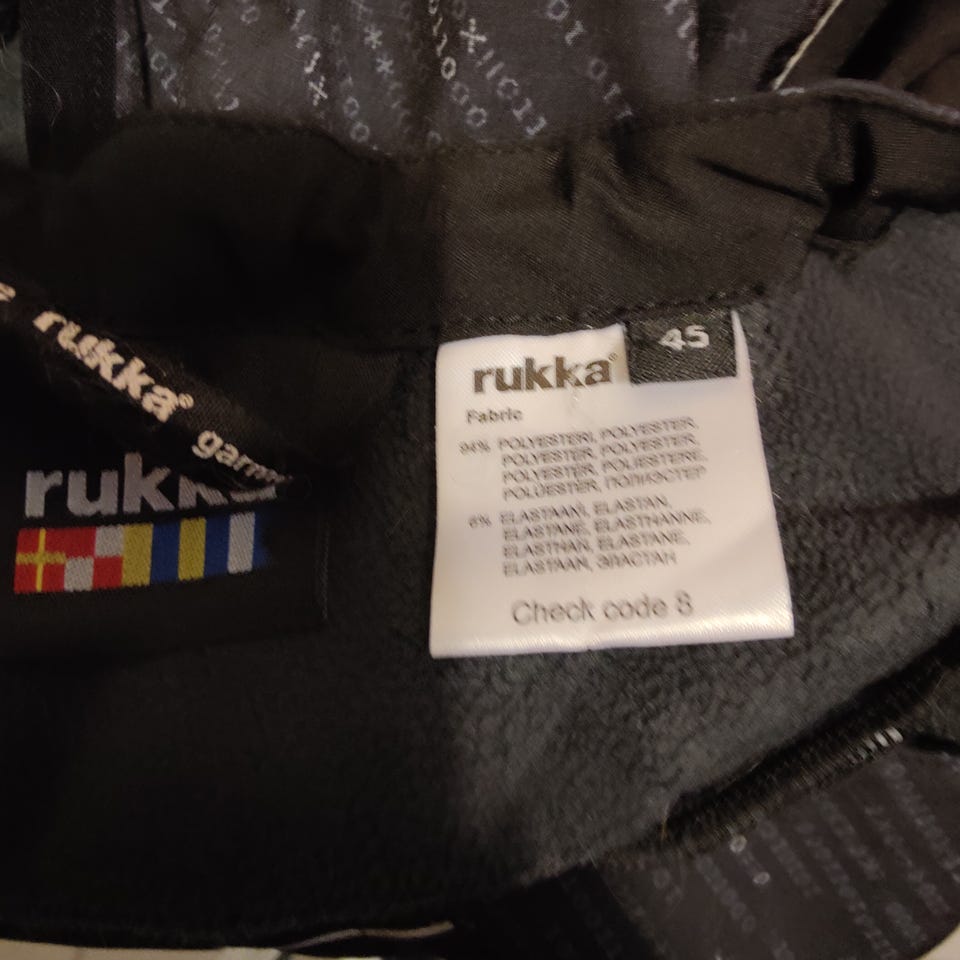 rukka®
garm
rukka
rukka®
45
Fabric
94% POLYESTERI, POLYESTER,
POLYESTER, POLYESTER,
POLYESTER, POLIESTERE,
POLÜESTER, ПОЛИЭСТЕР
6% ELASTAANI, ELASTAN,
ELASTANE, ELASTHANNE,
ELASTHAN, ELASTANE,
ELASTAAN, ЭЛАСТАН
Check code 8